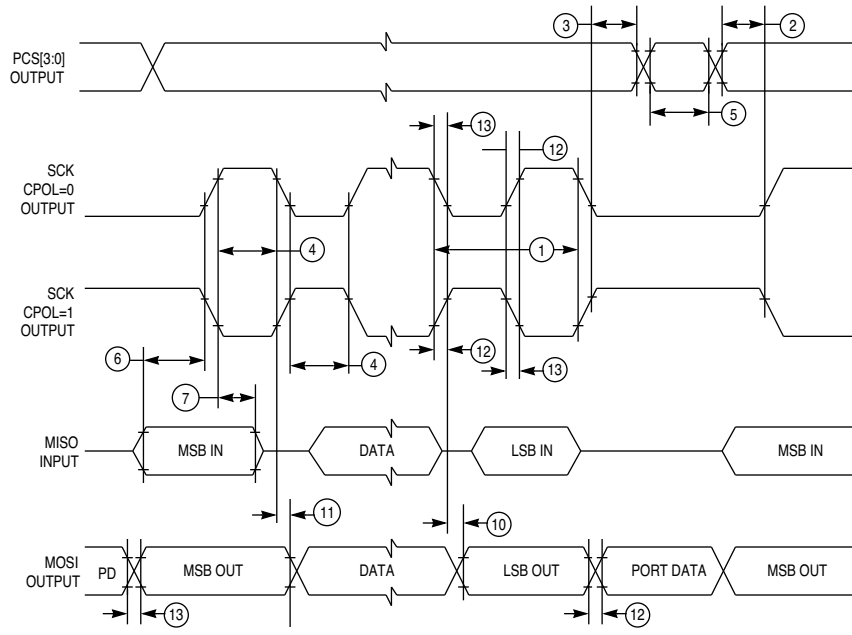 3
2
PCS[3:0]
OUTPUT
5
13
12
SCK
CPOL=0
OUTPUT
4
1
SCK
CPOL=1
OUTPUT
6
4
12
13
7
MISO
INPUT
MSB IN
DATA
LSB IN
MSB IN
11
10
MOSI
OUTPUT
PD
MSB OUT
DATA
LSB OUT
PORT DATA
MSB OUT
13
12